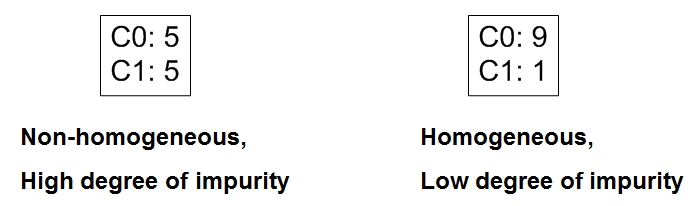 C0: 5
C1: 5
Non-homogeneous,
High degree of impurity
C0: 9
C1: 1
Homogeneous,
Low degree of impurity